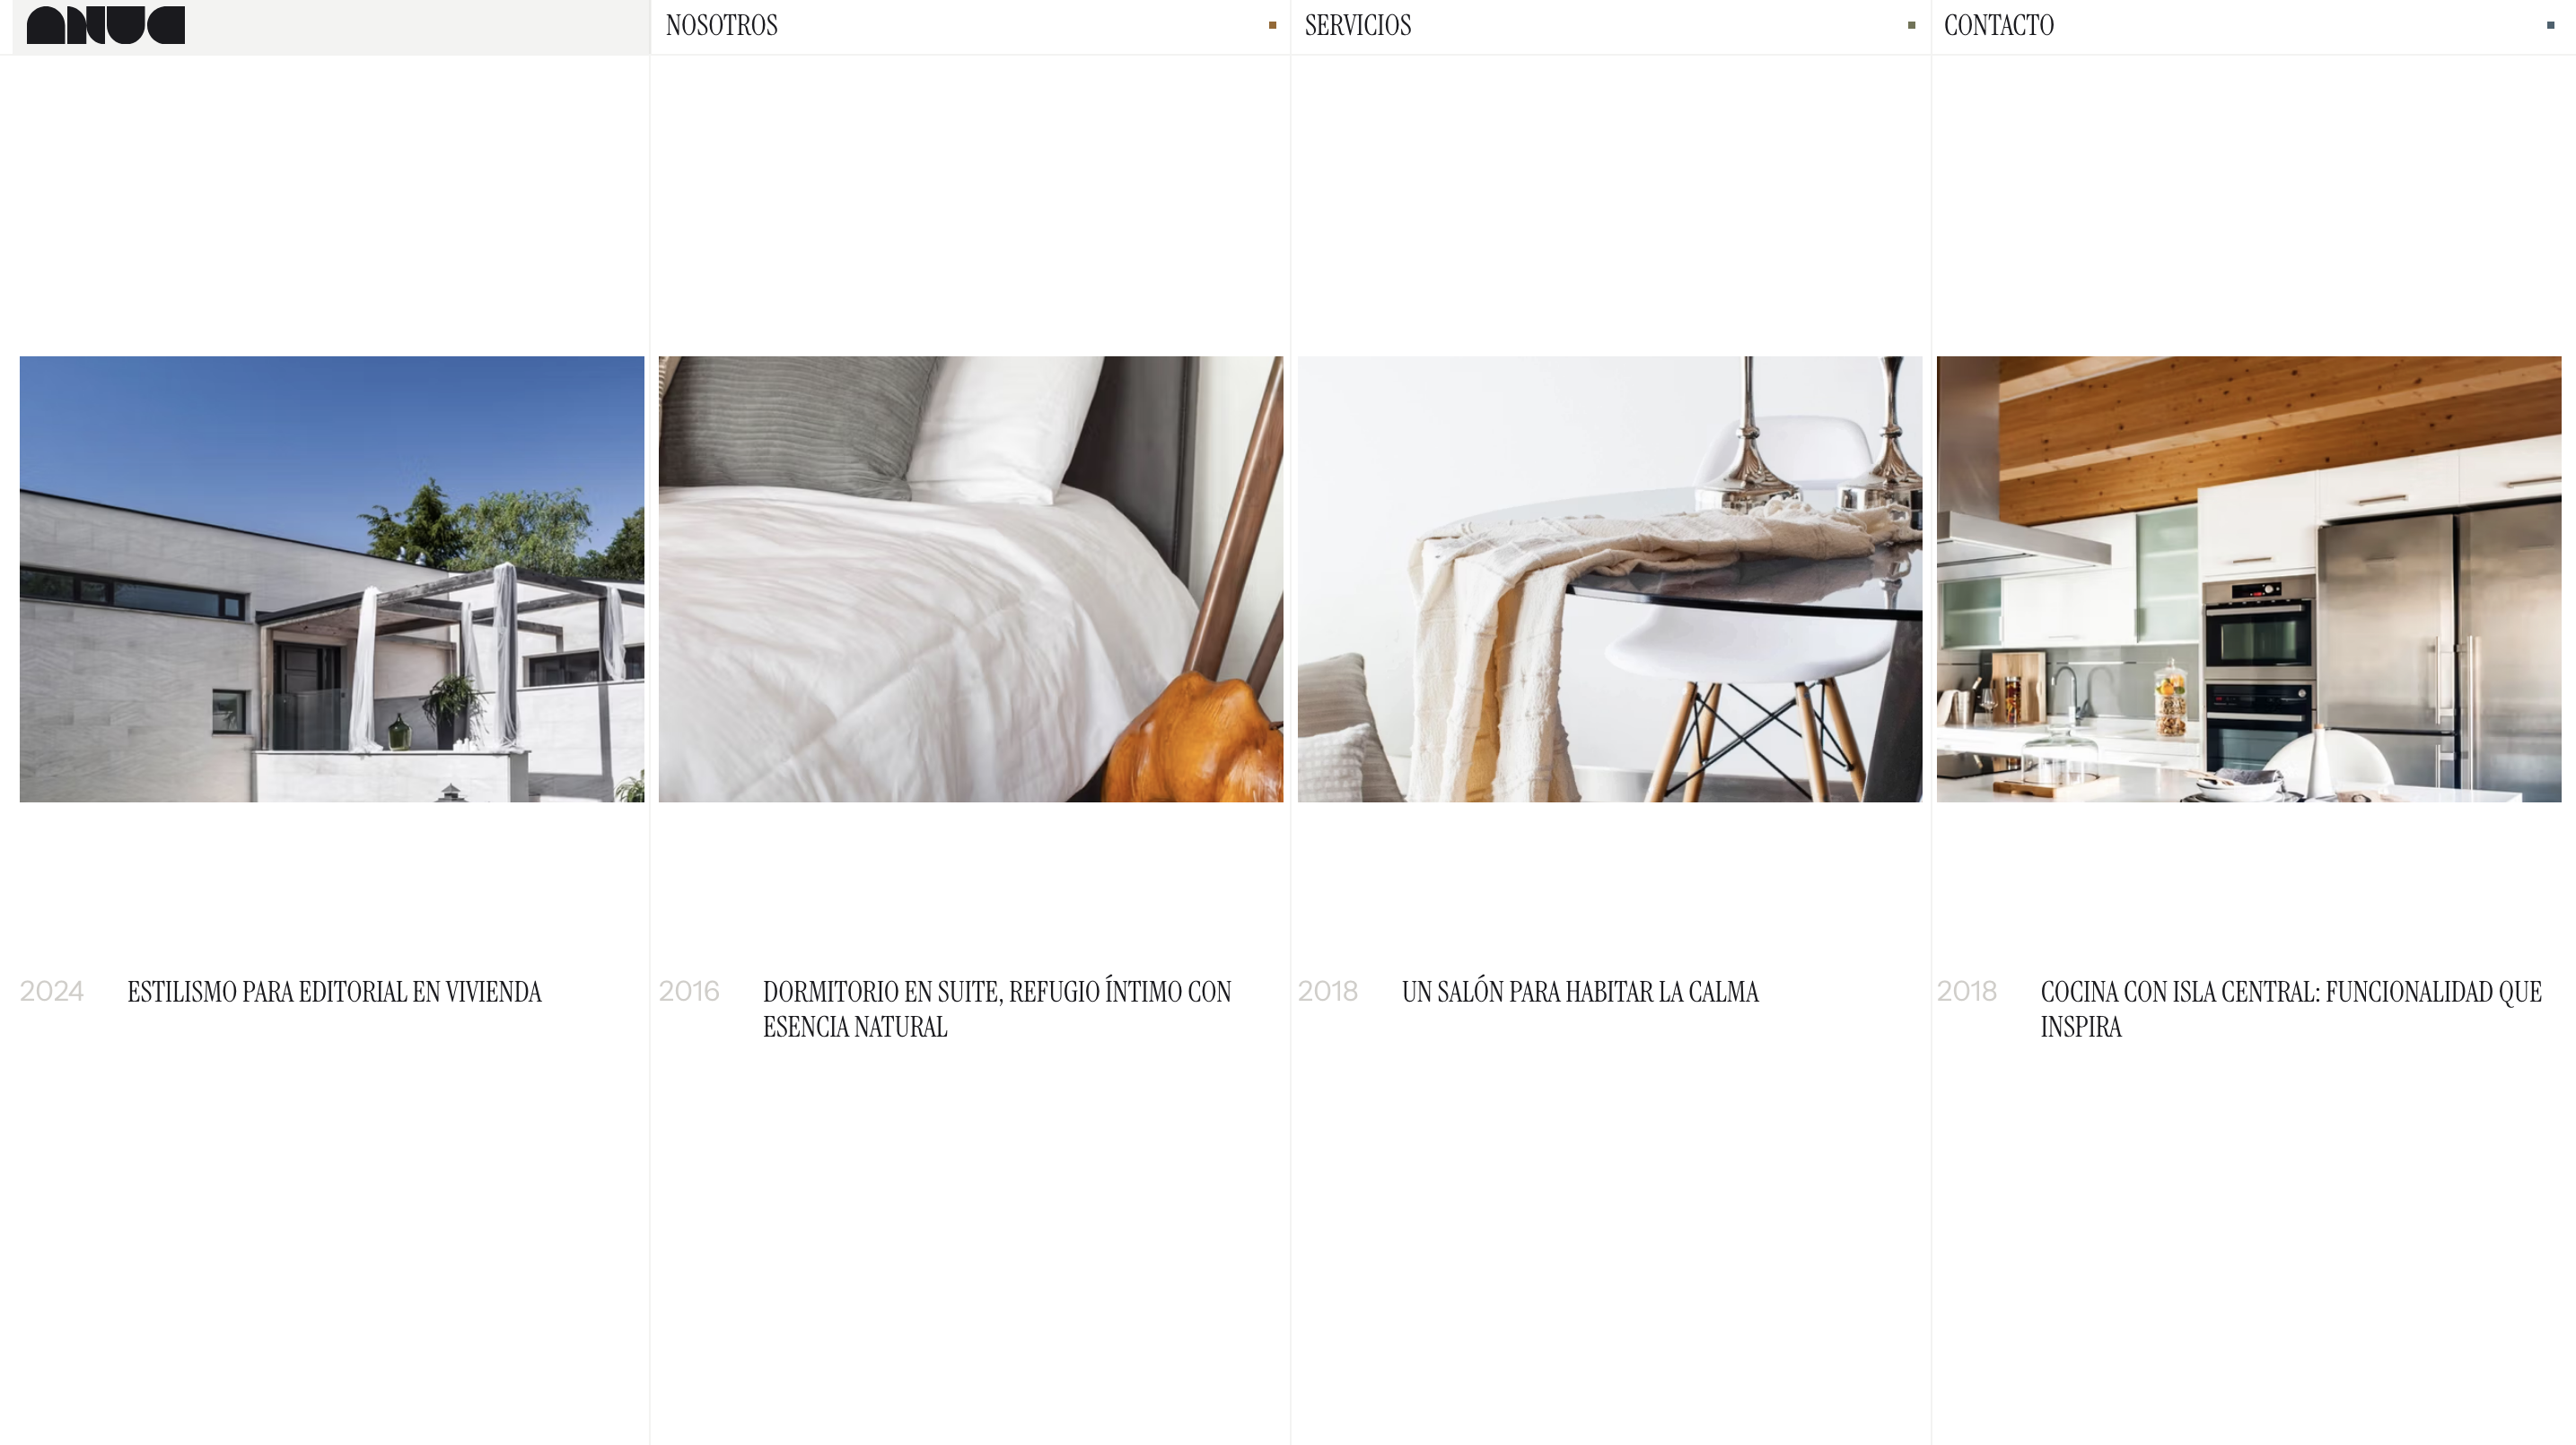 ANUC
NOSOTROS
SERVICIOS
CONTACTO
2024 ESTILISMO PARA EDITORIAL EN VIVIENDA
2016 DORMITORIO EN SUITE, REFUGIO ÍNTIMO CON
ESENCIA NATURAL
2018 UN SALÓN PARA HABITAR LA CALMA
2018 COCINA CON ISLA CENTRAL: FUNCIONALIDAD QUE
INSPIRA